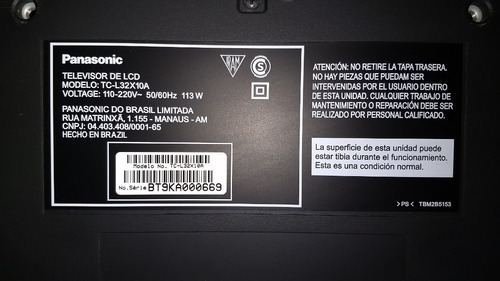 Panasonic
TELEVISOR DE LCD
MODELO: TC-L32X10A
VOLTAGE: 110-220V~ 50/60Hz 113 W
PANASONIC DO BRASIL LIMITADA
RUA MATRINXÃ, 1.155 - MANAUS - AM
CNPJ: 04.403.408/0001-65
HECHO EN BRAZIL
Modelo No. TC-L32X10A
No. Série BT9KA000669
IRAM
S
ATENCIÓN: NO RETIRE LA TAPA TRASERA.
NO HAY PIEZAS QUE PUEDAM SER
INTERVENIDAS POR EL USUARIO DENTRO
DE ESTA UNIDAD. CUALQUIER TRABAJO DE
MANTENIMIENTO O REPARACIÓN DEBE SER
REALIZADO POR PERSONAL CALIFICADO.
La superficie de esta unidad puede
estar tibia durante el funcionamiento.
Esta es una condición normal.
> PS < TBM2B5153